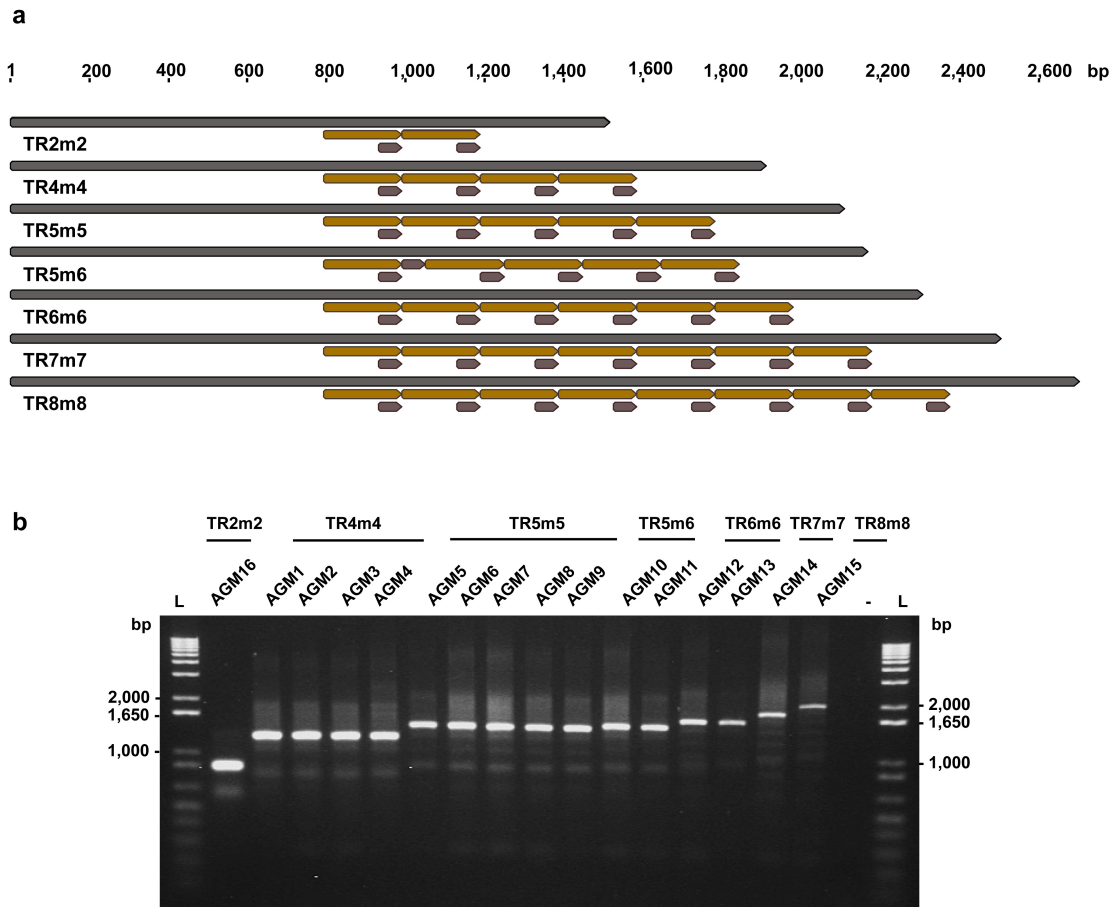 a
1 200 400 600 800 1,000 1,200 1,400 1,600 1,800 2,000 2,200 2,400 2,600 bp
TR2m2
TR4m4
TR5m5
TR5m6
TR6m6
TR7m7
TR8m8
b
TR2m2 TR4m4 TR5m5 TR5m6 TR6m6 TR7m7 TR8m8
L AGM16 AGM1 AGM2 AGM3 AGM4 AGM5 AGM6 AGM7 AGM8 AGM9 AGM10 AGM11 AGM12 AGM13 AGM14 AGM15 - L
bp bp
2,000 - - 2,000
1,650 - - 1,650
1,000 - - 1,000